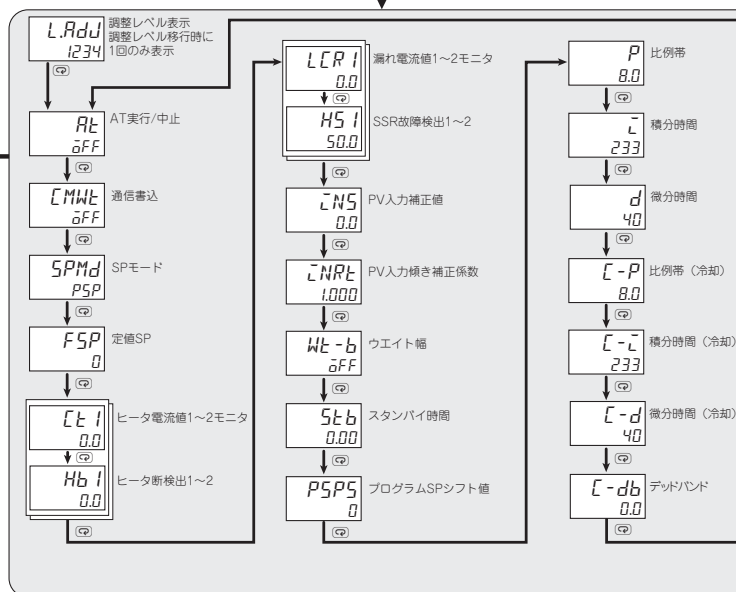 L.AdJ
1234
調整レベル表示
調整レベル移行時に
1回のみ表示
At
oFF
AT実行/中止
CMWt
oFF
通信書込
SPMd
PSP
SPモード
FSP
0
定値SP
Ct1
0.0
ヒータ電流値1～2モニタ
Hb1
0.0
ヒータ断検出1～2
LCR1
0.0
漏れ電流値1～2モニタ
HS1
50.0
SSR故障検出1～2
INS
0.0
PV入力補正値
INRt
1.000
PV入力傾き補正係数
Wt-b
oFF
ウエイト幅
Stb
0.00
スタンバイ時間
PSPS
0
プログラムSPシフト値
P
8.0
比例帯
I
233
積分時間
d
40
微分時間
C-P
8.0
比例帯（冷却）
C-I
233
積分時間（冷却）
C-d
40
微分時間（冷却）
C-db
0.0
デッドバンド